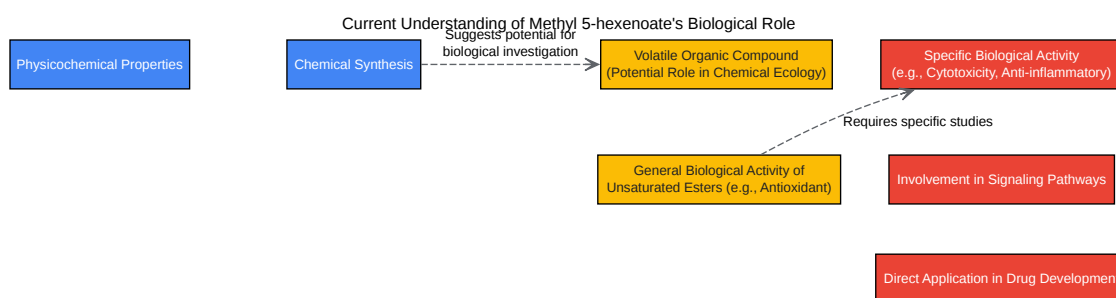 Current Understanding of Methyl 5-hexenoate's Biological Role
Physicochemical Properties
Chemical Synthesis
Suggests potential for
biological investigation
Volatile Organic Compound
(Potential Role in Chemical Ecology)
Specific Biological Activity
(e.g., Cytotoxicity, Anti-inflammatory)
Requires specific studies
General Biological Activity of
Unsaturated Esters (e.g., Antioxidant)
Involvement in Signaling Pathways
Direct Application in Drug Development